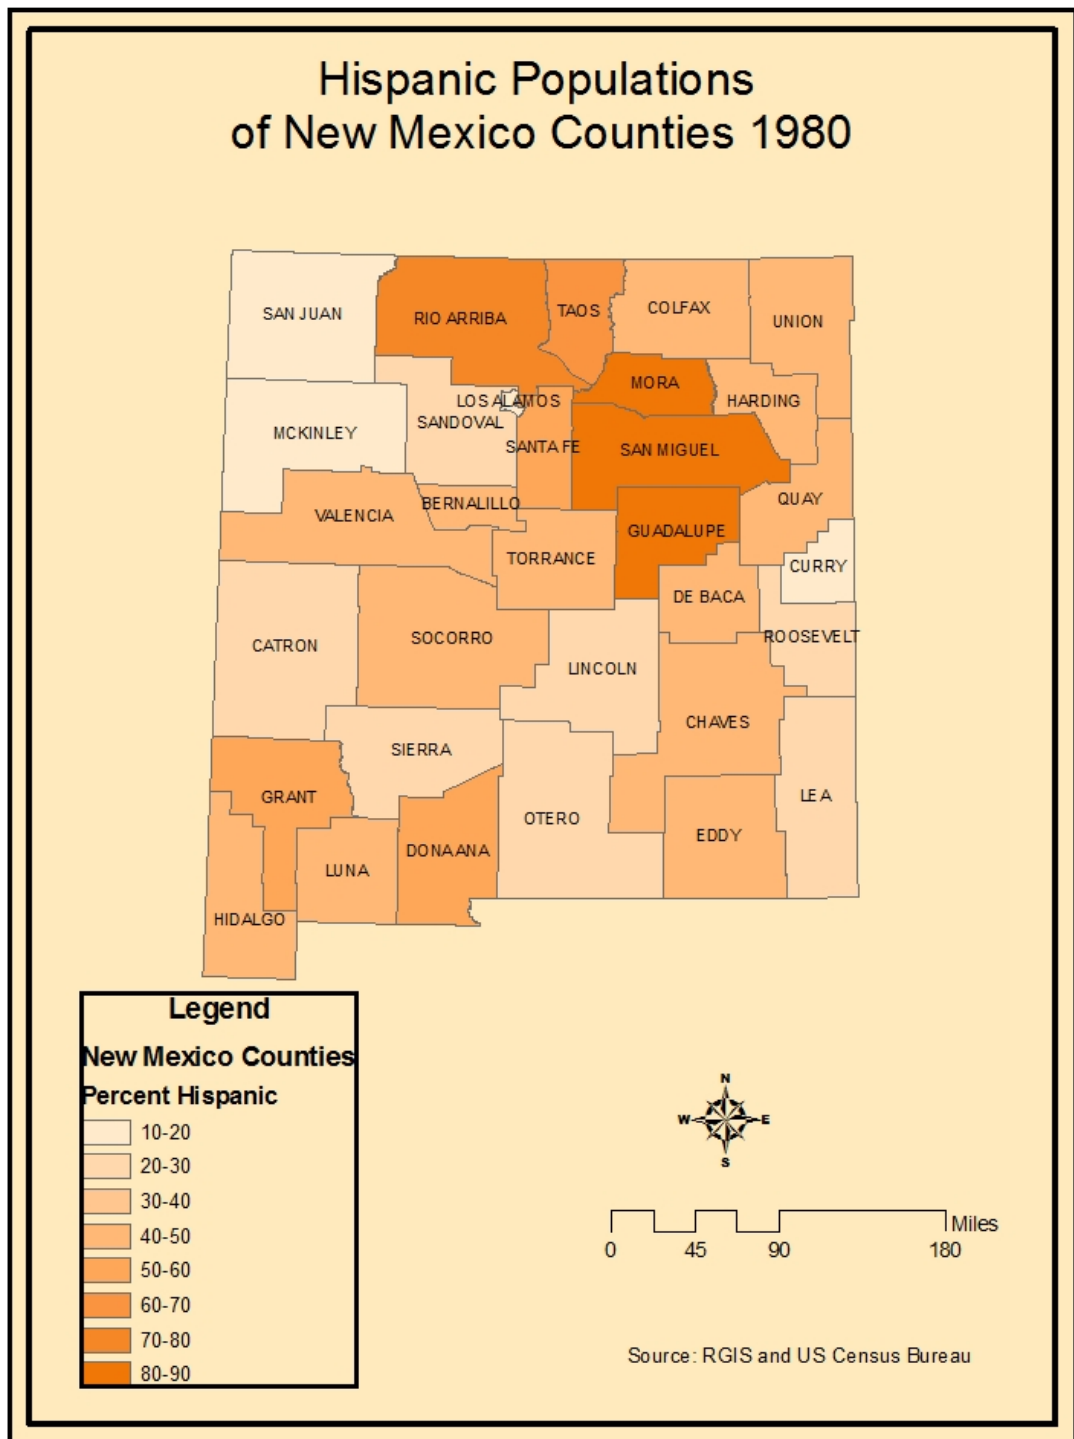 Hispanic Populations
of New Mexico Counties 1980
SAN JUAN
RIO ARRIBA
TAOS
COLFAX
UNION
MORA
HARDING
LOS ALAMOS
SANDOVAL
MCKINLEY
SANTA FE
SAN MIGUEL
QUAY
BERNALILLO
VALENCIA
GUADALUPE
TORRANCE
CURRY
DE BACA
ROOSEVELT
SOCORRO
CATRON
LINCOLN
CHAVES
SIERRA
GRANT
LEA
OTERO
EDDY
DONA ANA
LUNA
HIDALGO
Legend
New Mexico Counties
Percent Hispanic
10-20
20-30
30-40
40-50
50-60
60-70
70-80
80-90
N
W E
S
Miles
0 45 90 180
Source: RGIS and US Census Bureau